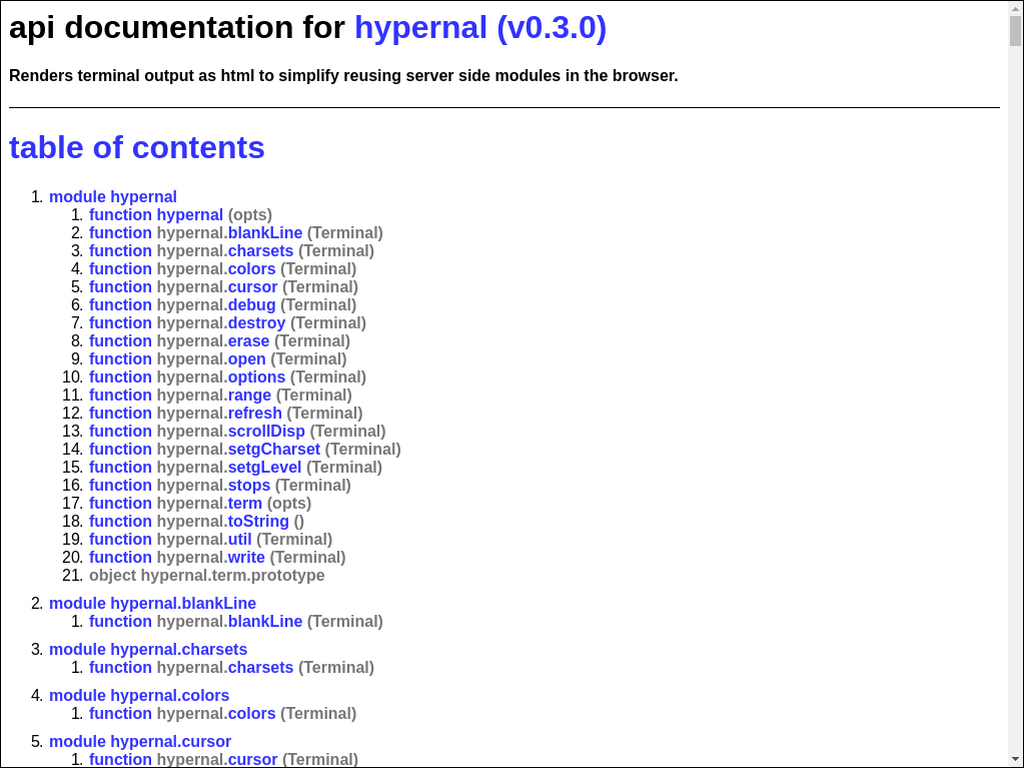 api documentation for hypernal (v0.3.0)
Renders terminal output as html to simplify reusing server side modules in the browser.
table of contents
1. module hypernal
1. function hypernal (opts)
2. function hypernal.blankLine (Terminal)
3. function hypernal.charsets (Terminal)
4. function hypernal.colors (Terminal)
5. function hypernal.cursor (Terminal)
6. function hypernal.debug (Terminal)
7. function hypernal.destroy (Terminal)
8. function hypernal.erase (Terminal)
9. function hypernal.open (Terminal)
10. function hypernal.options (Terminal)
11. function hypernal.range (Terminal)
12. function hypernal.refresh (Terminal)
13. function hypernal.scrollDisp (Terminal)
14. function hypernal.setgCharset (Terminal)
15. function hypernal.setgLevel (Terminal)
16. function hypernal.stops (Terminal)
17. function hypernal.term (opts)
18. function hypernal.toString ()
19. function hypernal.util (Terminal)
20. function hypernal.write (Terminal)
21. object hypernal.term.prototype
2. module hypernal.blankLine
1. function hypernal.blankLine (Terminal)
3. module hypernal.charsets
1. function hypernal.charsets (Terminal)
4. module hypernal.colors
1. function hypernal.colors (Terminal)
5. module hypernal.cursor
1. function hypernal.cursor (Terminal)